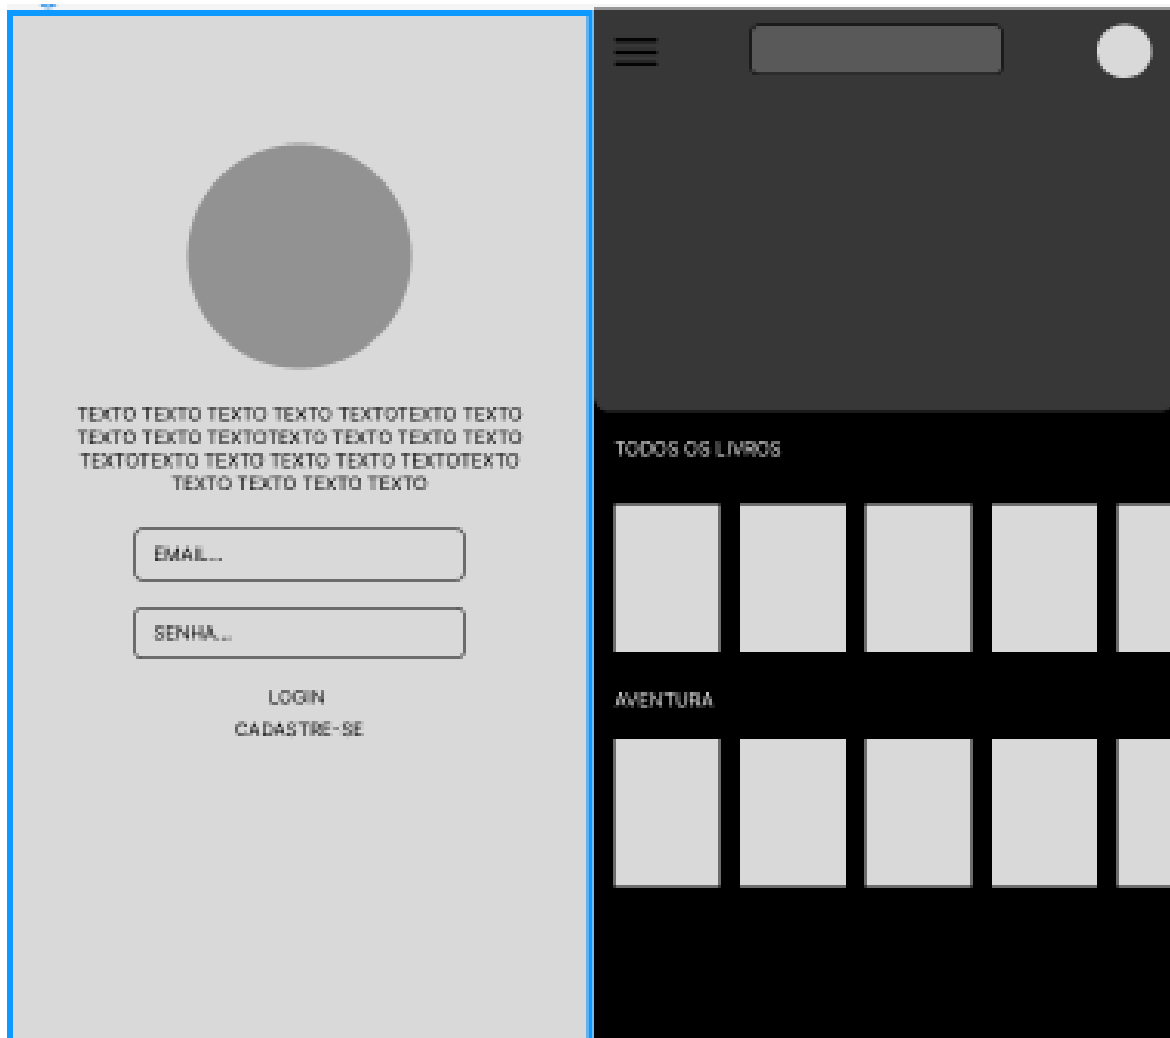 TEXTO TEXTO TEXTO TEXTO TEXTOTEXTO TEXTO
TEXTO TEXTO TEXTOTEXTO TEXTO TEXTO TEXTO
TEXTOTEXTO TEXTO TEXTO TEXTO TEXTOTEXTO
TEXTO TEXTO TEXTO TEXTO
EMAIL...
SENHA...
LOGIN
CADASTRE-SE
TODOS OS LIVROS
AVENTURA